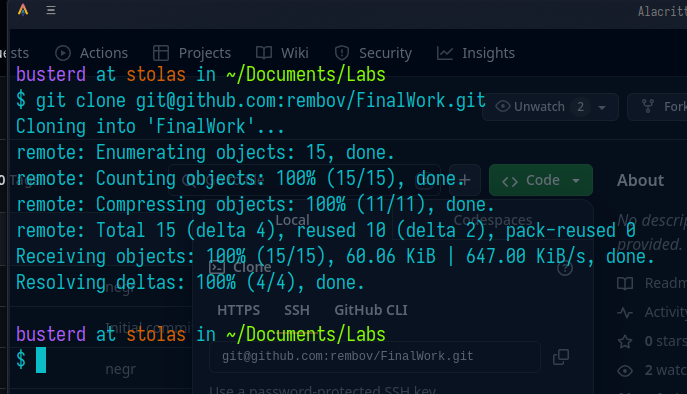 Alacritt
ests Actions Projects Wiki Security Insights
busterd at stolas in ~/Documents/Labs
$ git clone git@github.com:rembov/FinalWork.git
Unwatch 2 Fork
Cloning into 'FinalWork'...
remote: Enumerating objects: 15, done.
remote: Counting objects: 100% (15/15), done.
Code
About
remote: Compressing objects: 100% (11/11), done.
Local Codespaces
No descrip
remote: Total 15 (delta 4), reused 10 (delta 2), pack-reused 0
provided.
Receiving objects: 100% (15/15), 60.06 KiB | 647.00 KiB/s, done.
Clone
Resolving deltas: 100% (4/4), done.
Readm
negr
HTTPS SSH GitHub CLI
Activity
busterd at stolas in ~/Documents/Labs
Initial commi
0 stars
$
git@github.com:rembov/FinalWork.git
negr
2 watc
Use a password-protected SSH key.